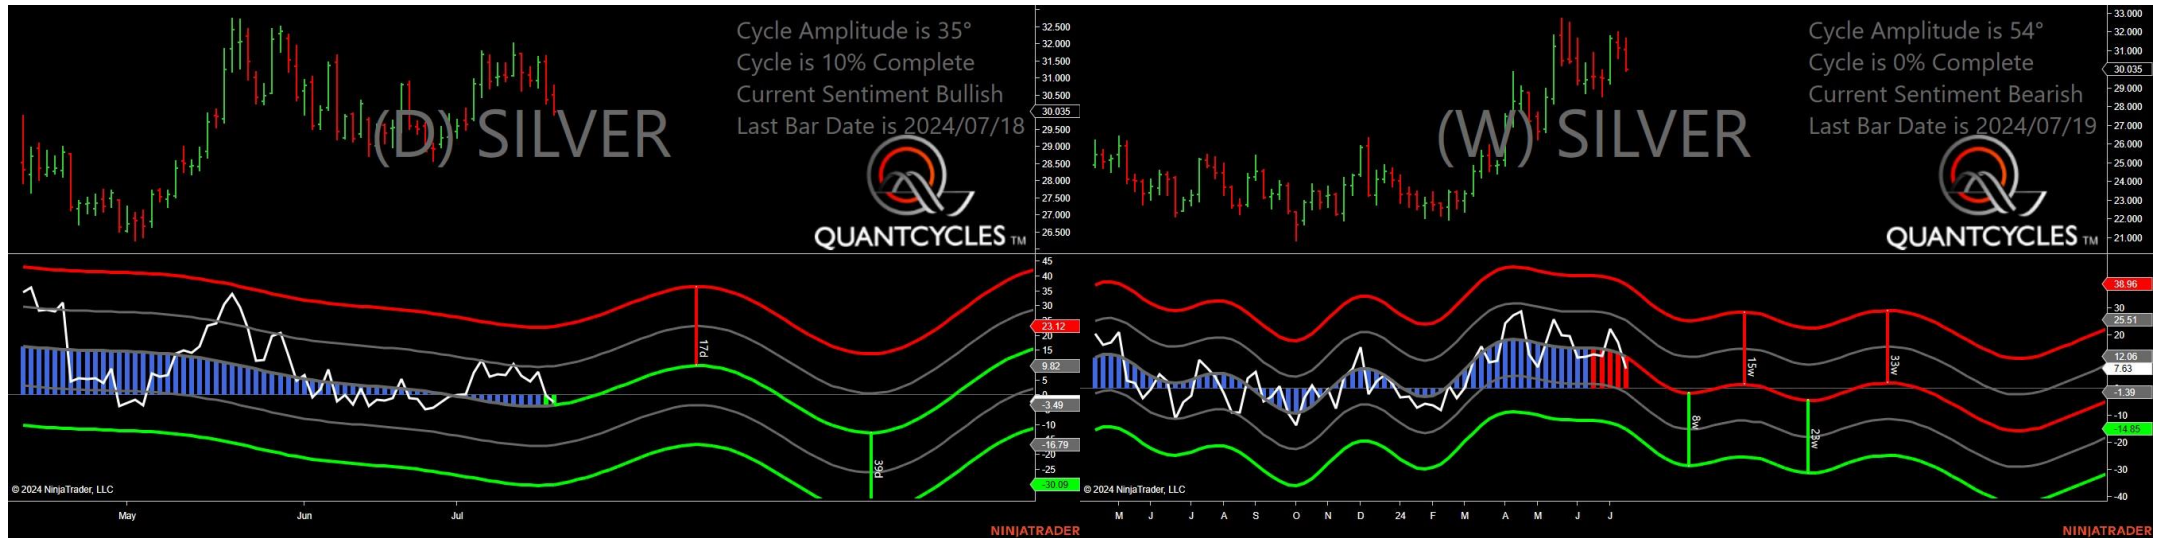 Cycle Amplitude is 35°
Cycle is 10% Complete
Current Sentiment Bullish
Last Bar Date is 2024/07/18
(D) SILVER
QUANTCYCLES TM
32.500
32.000
31.500
31.000
30.500
30.035
29.500
29.000
28.500
28.000
27.500
27.000
26.500
45
40
35
30
25
23.12
20
15
9.82
5
-3.49
-10
-16.79
-20
-25
-30.09
17d
39d
© 2024 NinjaTrader, LLC
May
Jun
Jul
NINJATRADER
Cycle Amplitude is 54°
Cycle is 0% Complete
Current Sentiment Bearish
Last Bar Date is 2024/07/19
(W) SILVER
QUANTCYCLES TM
33.000
32.000
31.000
30.035
29.000
28.000
27.000
26.000
25.000
24.000
23.000
22.000
21.000
38.96
30
25.51
20
12.06
7.63
-1.39
-10
-14.85
-20
-30
-40
8w
15w
23w
33w
© 2024 NinjaTrader, LLC
M
J
J
A
S
O
N
D
24
F
M
A
M
J
J
NINJATRADER